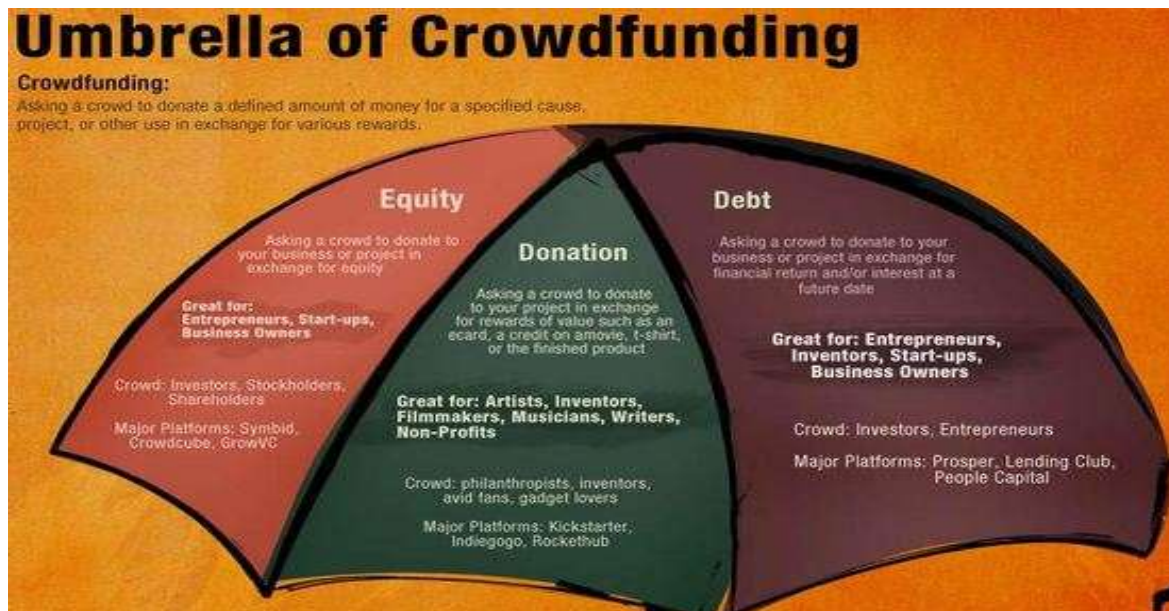 Umbrella of Crowdfunding
Crowdfunding:
Asking a crowd to donate a defined amount of money for a specified cause,
project, or other use in exchange for various rewards.
Equity
Asking a crowd to donate to
your business or project in
exchange for equity
Great for:
Entrepreneurs, Start-ups,
Business Owners
Crowd: Investors, Stockholders,
Shareholders
Major Platforms: Symbid,
Crowdcube, GrowVC
Donation
Asking a crowd to donate
to your project in exchange
for rewards of value such as an
ecard, a credit on amovie, t-shirt,
or the finished product
Great for: Artists, Inventors,
Filmmakers, Musicians, Writers,
Non-Profits
Crowd: philanthropists, inventors,
avid fans, gadget lovers
Major Platforms: Kickstarter,
Indiegogo, Rockethub
Debt
Asking a crowd to donate to your
business or project in exchange for
financial return and/or interest at a
future date
Great for: Entrepreneurs,
Inventors, Start-ups,
Business Owners
Crowd: Investors, Entrepreneurs
Major Platforms: Prosper, Lending Club,
People Capital